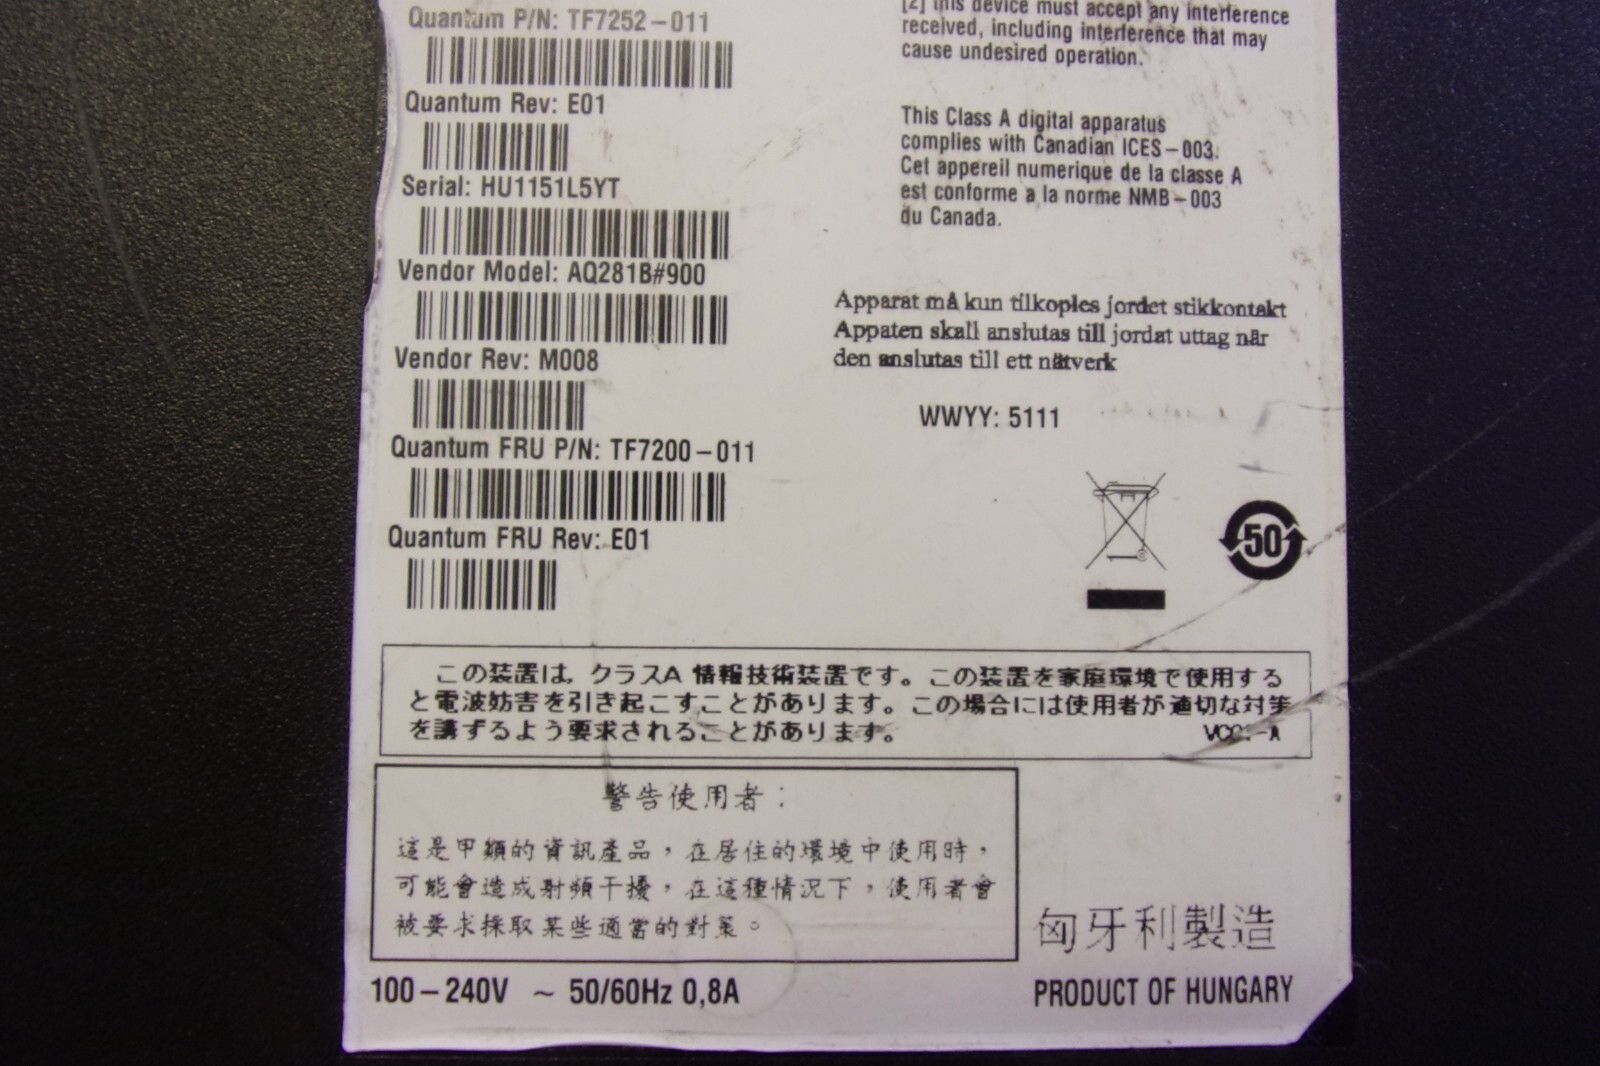 Quantum P/N: TF7252-011
Quantum Rev: E01
Serial: HU1151L5YT
Vendor Model: AQ281B#900
Vendor Rev: M008
Quantum FRU P/N: TF7200-011
Quantum FRU Rev: E01
[2] this device must accept any interference
received, including interference that may
cause undesired operation.
This Class A digital apparatus
complies with Canadian ICES-003.
Cet appereil numerique de la classe A
est conforme a la norme NMB-003
du Canada.
Apparat må kun tilkoples jordet stikkontakt
Appaten skall anslutas till jordat uttag når
den anslutas till ett nätverk
WWYY: 5111
50
この装置は, クラスA 情報技術装置です。この装置を家庭環境で使用する
と電波妨害を引き起こすことがあります。この場合には使用者が適切な対策
を講ずるよう要求されることがあります。
VCCI-A
警告使用者:
這是甲類的資訊產品,在居住的環境中使用時,
可能會造成射頻干擾,在這種情況下,使用者會
被要求採取某些適當的對策。
匈牙利製造
100-240V ~ 50/60Hz 0,8A
PRODUCT OF HUNGARY